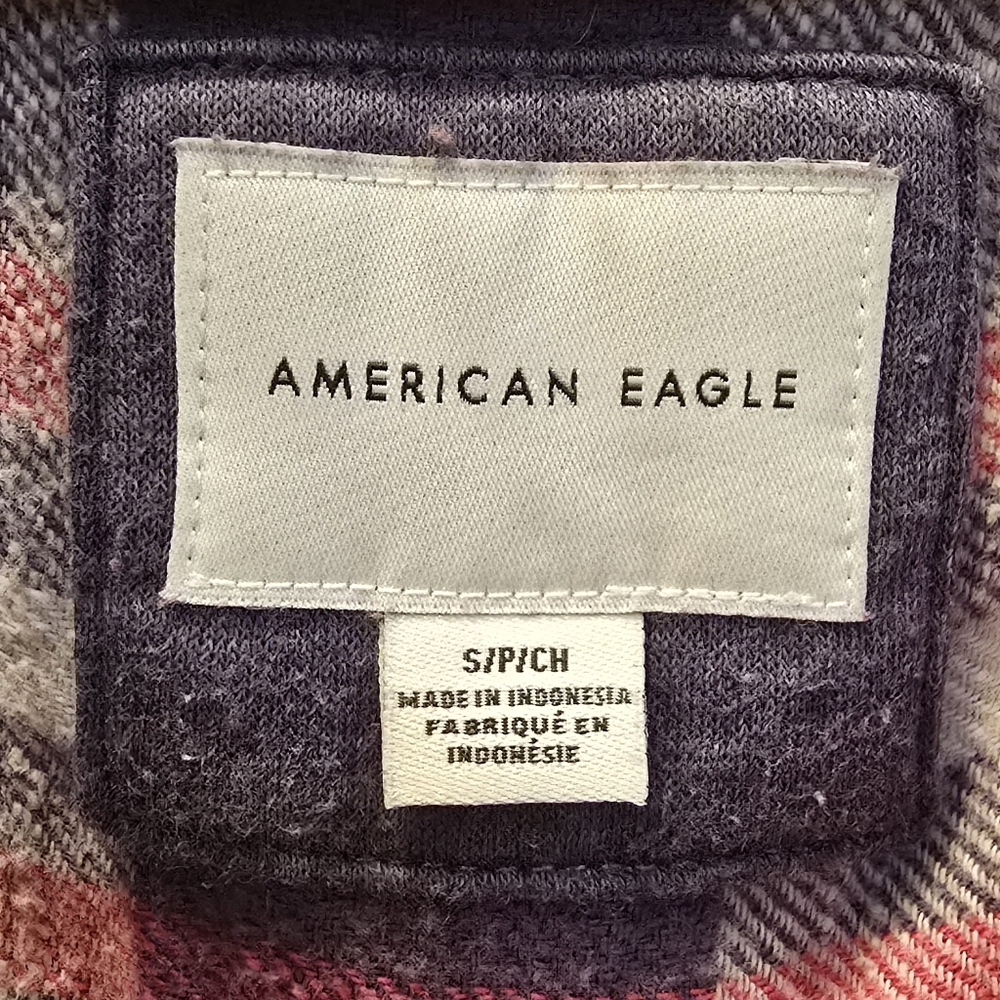 AMERICAN EAGLE
S/P/CH
MADE IN INDONESIA
FABRIQUÉ EN
INDONÉSIE